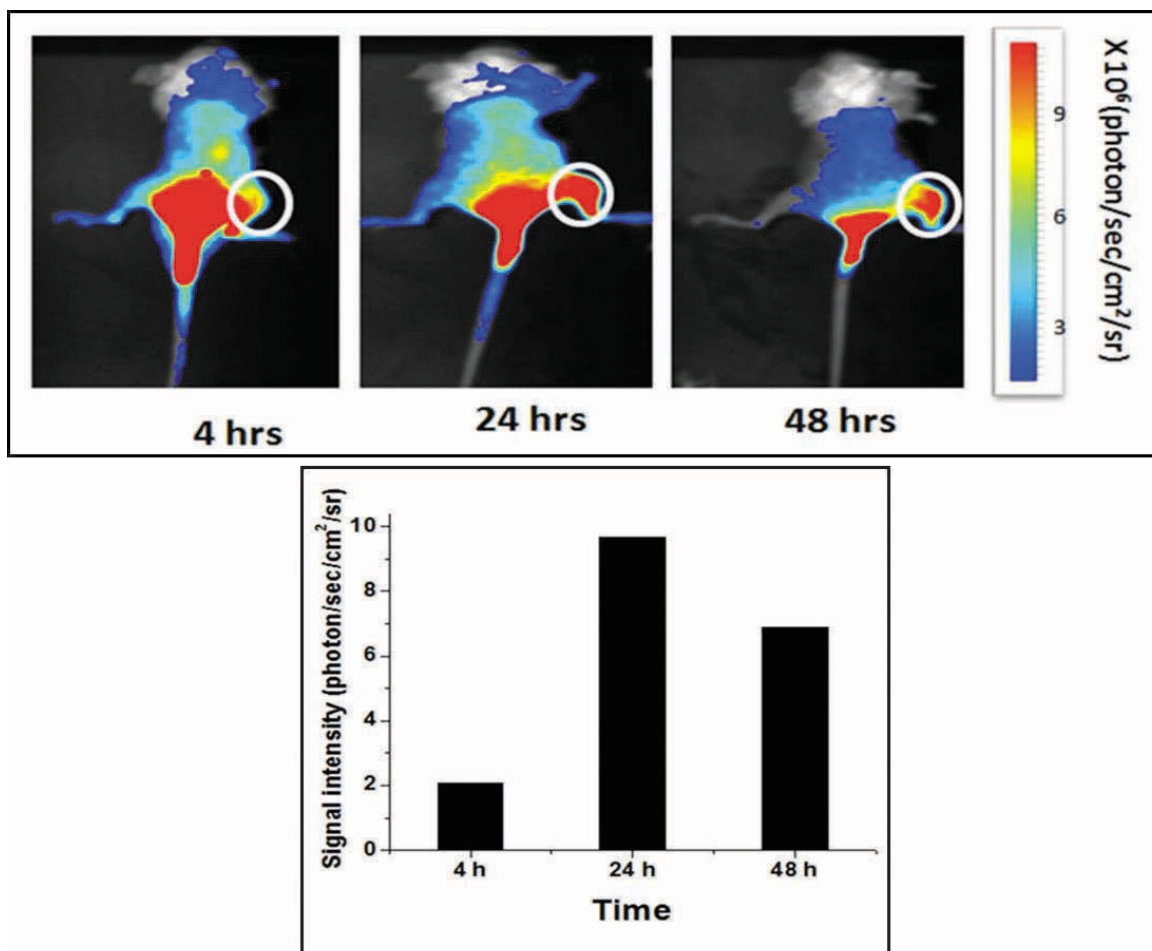 9
6
3
X10⁶(photon/sec/cm²/sr)
4 hrs
24 hrs
48 hrs
Signal intensity (photon/sec/cm²/sr)
10
8
6
4
2
0
4 h
24 h
48 h
Time